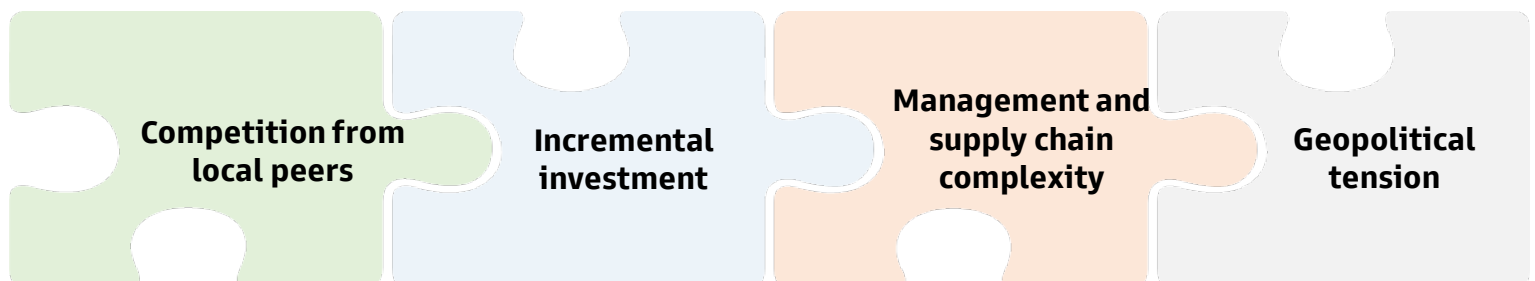 Competition from
local peers
Incremental
investment
Management and
supply chain
complexity
Geopolitical
tension